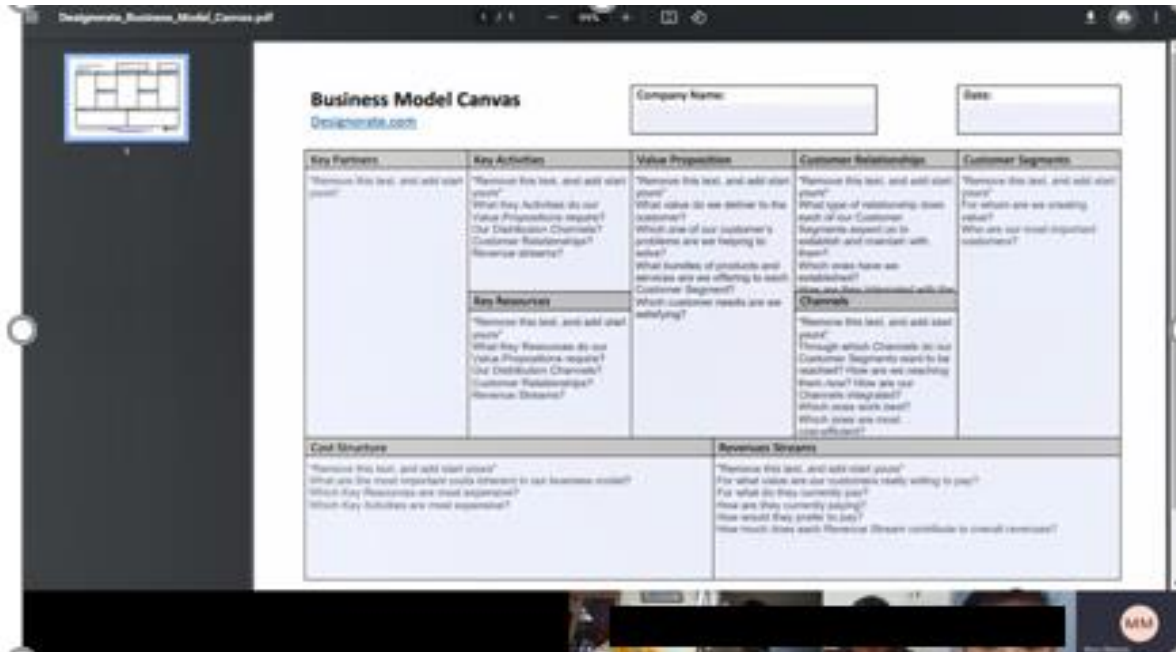 Designorate_Business_Model_Canvas.pdf
1 / 1
Business Model Canvas
Designorate.com
Company Name:
Date:
Key Partners
"Remove this text, and add start
yours"
Key Activities
"Remove this text, and add start
yours"
What Key Activities do our
Value Propositions require?
Our Distribution Channels?
Customer Relationships?
Revenue streams?
Key Resources
"Remove this text, and add start
yours"
What Key Resources do our
Value Propositions require?
Our Distribution Channels?
Customer Relationships?
Revenue Streams?
Value Proposition
"Remove this text, and add start
yours"
What value do we deliver to the
customer?
Which one of our customer's
problems are we helping to
solve?
What bundles of products and
services are we offering to each
Customer Segment?
Which customer needs are we
satisfying?
Customer Relationships
"Remove this text, and add start
yours"
What type of relationship does
each of our Customer
Segments expect us to
establish and maintain with
them?
Which ones have we
established?
How are they integrated with the
Channels
"Remove this text, and add start
yours"
Through which Channels do our
Customer Segments want to be
reached? How are we reaching
them now? How are our
Channels integrated?
Which ones work best?
Which ones are most
cost-efficient?
Customer Segments
"Remove this text, and add start
yours"
For whom are we creating
value?
Who are our most important
customers?
Cost Structure
"Remove this text, and add start yours"
What are the most important costs inherent in our business model?
Which Key Resources are most expensive?
Which Key Activities are most expensive?
Revenues Streams
"Remove this text, and add start yours"
For what value are our customers really willing to pay?
For what do they currently pay?
How are they currently paying?
How would they prefer to pay?
How much does each Revenue Stream contribute to overall revenues?
MM